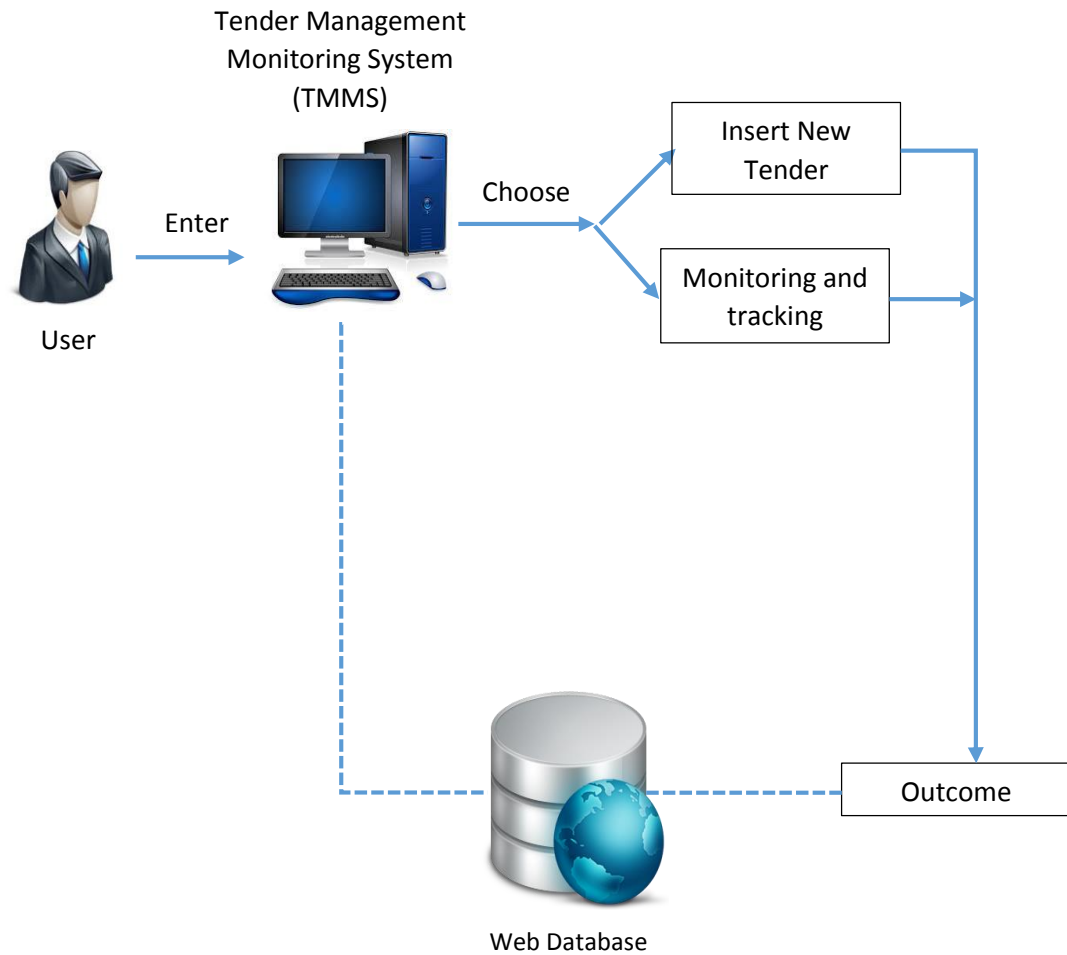 Tender Management
Monitoring System
(TMMS)
Insert New
Tender
Choose
Enter
Monitoring and
tracking
User
Outcome
Web Database